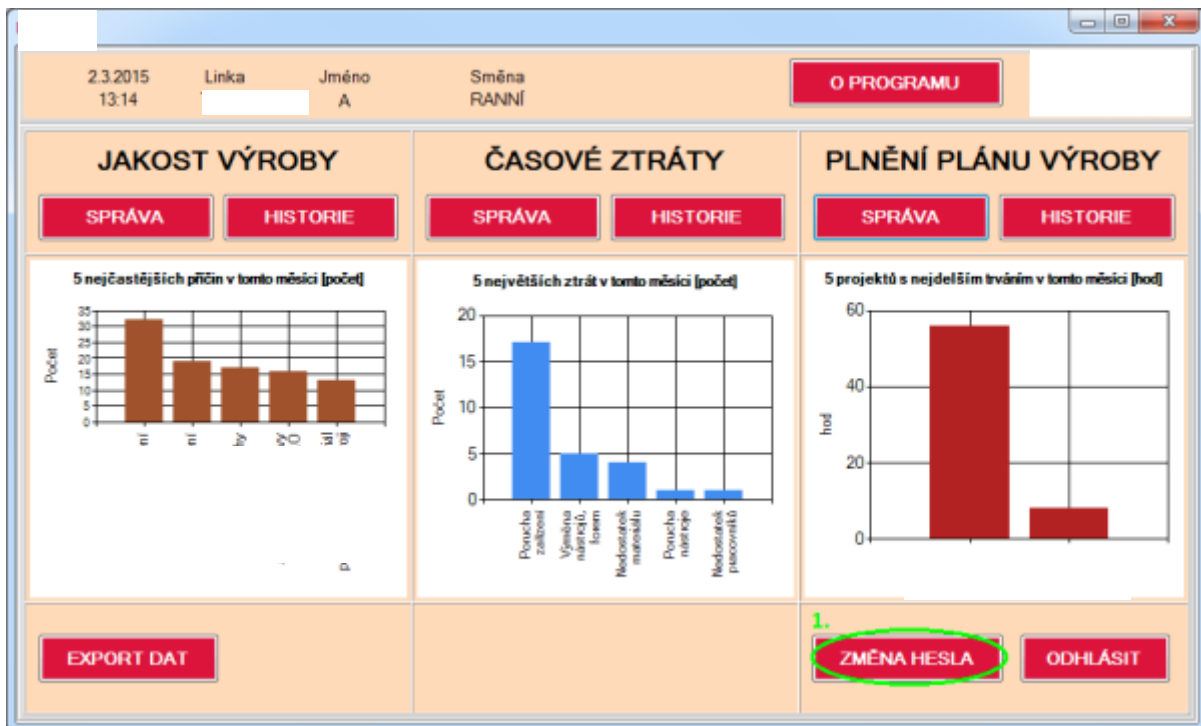 2.3.2015 Linka Jméno Směna
13:14 A RANNÍ
O PROGRAMU
JAKOST VÝROBY
SPRÁVA HISTORIE
5 nejčastějších příčin v tomto měsíci [počet]
Počet
35
30
25
20
15
10
5
0
ní
ní
ČASOVÉ ZTRÁTY
SPRÁVA HISTORIE
5 největších ztrát v tomto měsíci [počet]
Počet
20
15
10
5
0
Porucha
zařízení
Výměna
nástrojů,
forem
Nedostatek
materiálu
Porucha
nástroje
Nedostatek
pracovníků
PLNĚNÍ PLÁNU VÝROBY
SPRÁVA HISTORIE
5 projektů s nejdelším trváním v tomto měsíci [hod]
hod
60
40
20
0
EXPORT DAT
1.
ZMĚNA HESLA
ODHLÁSIT